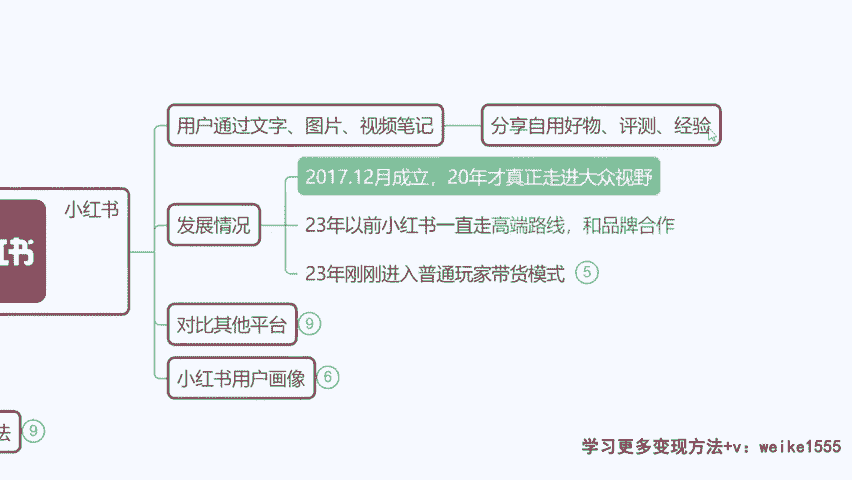 用户通过文字、图片、视频笔记
分享自用好物、评测、经验
2017.12月成立，20年才真正走进大众视野
小红书
发展情况
23年以前小红书一直走高端路线，和品牌合作
红书
23年刚刚进入普通玩家带货模式 5
对比其他平台 9
小红书用户画像 6
法 9
学习更多变现方法+v：weike1555